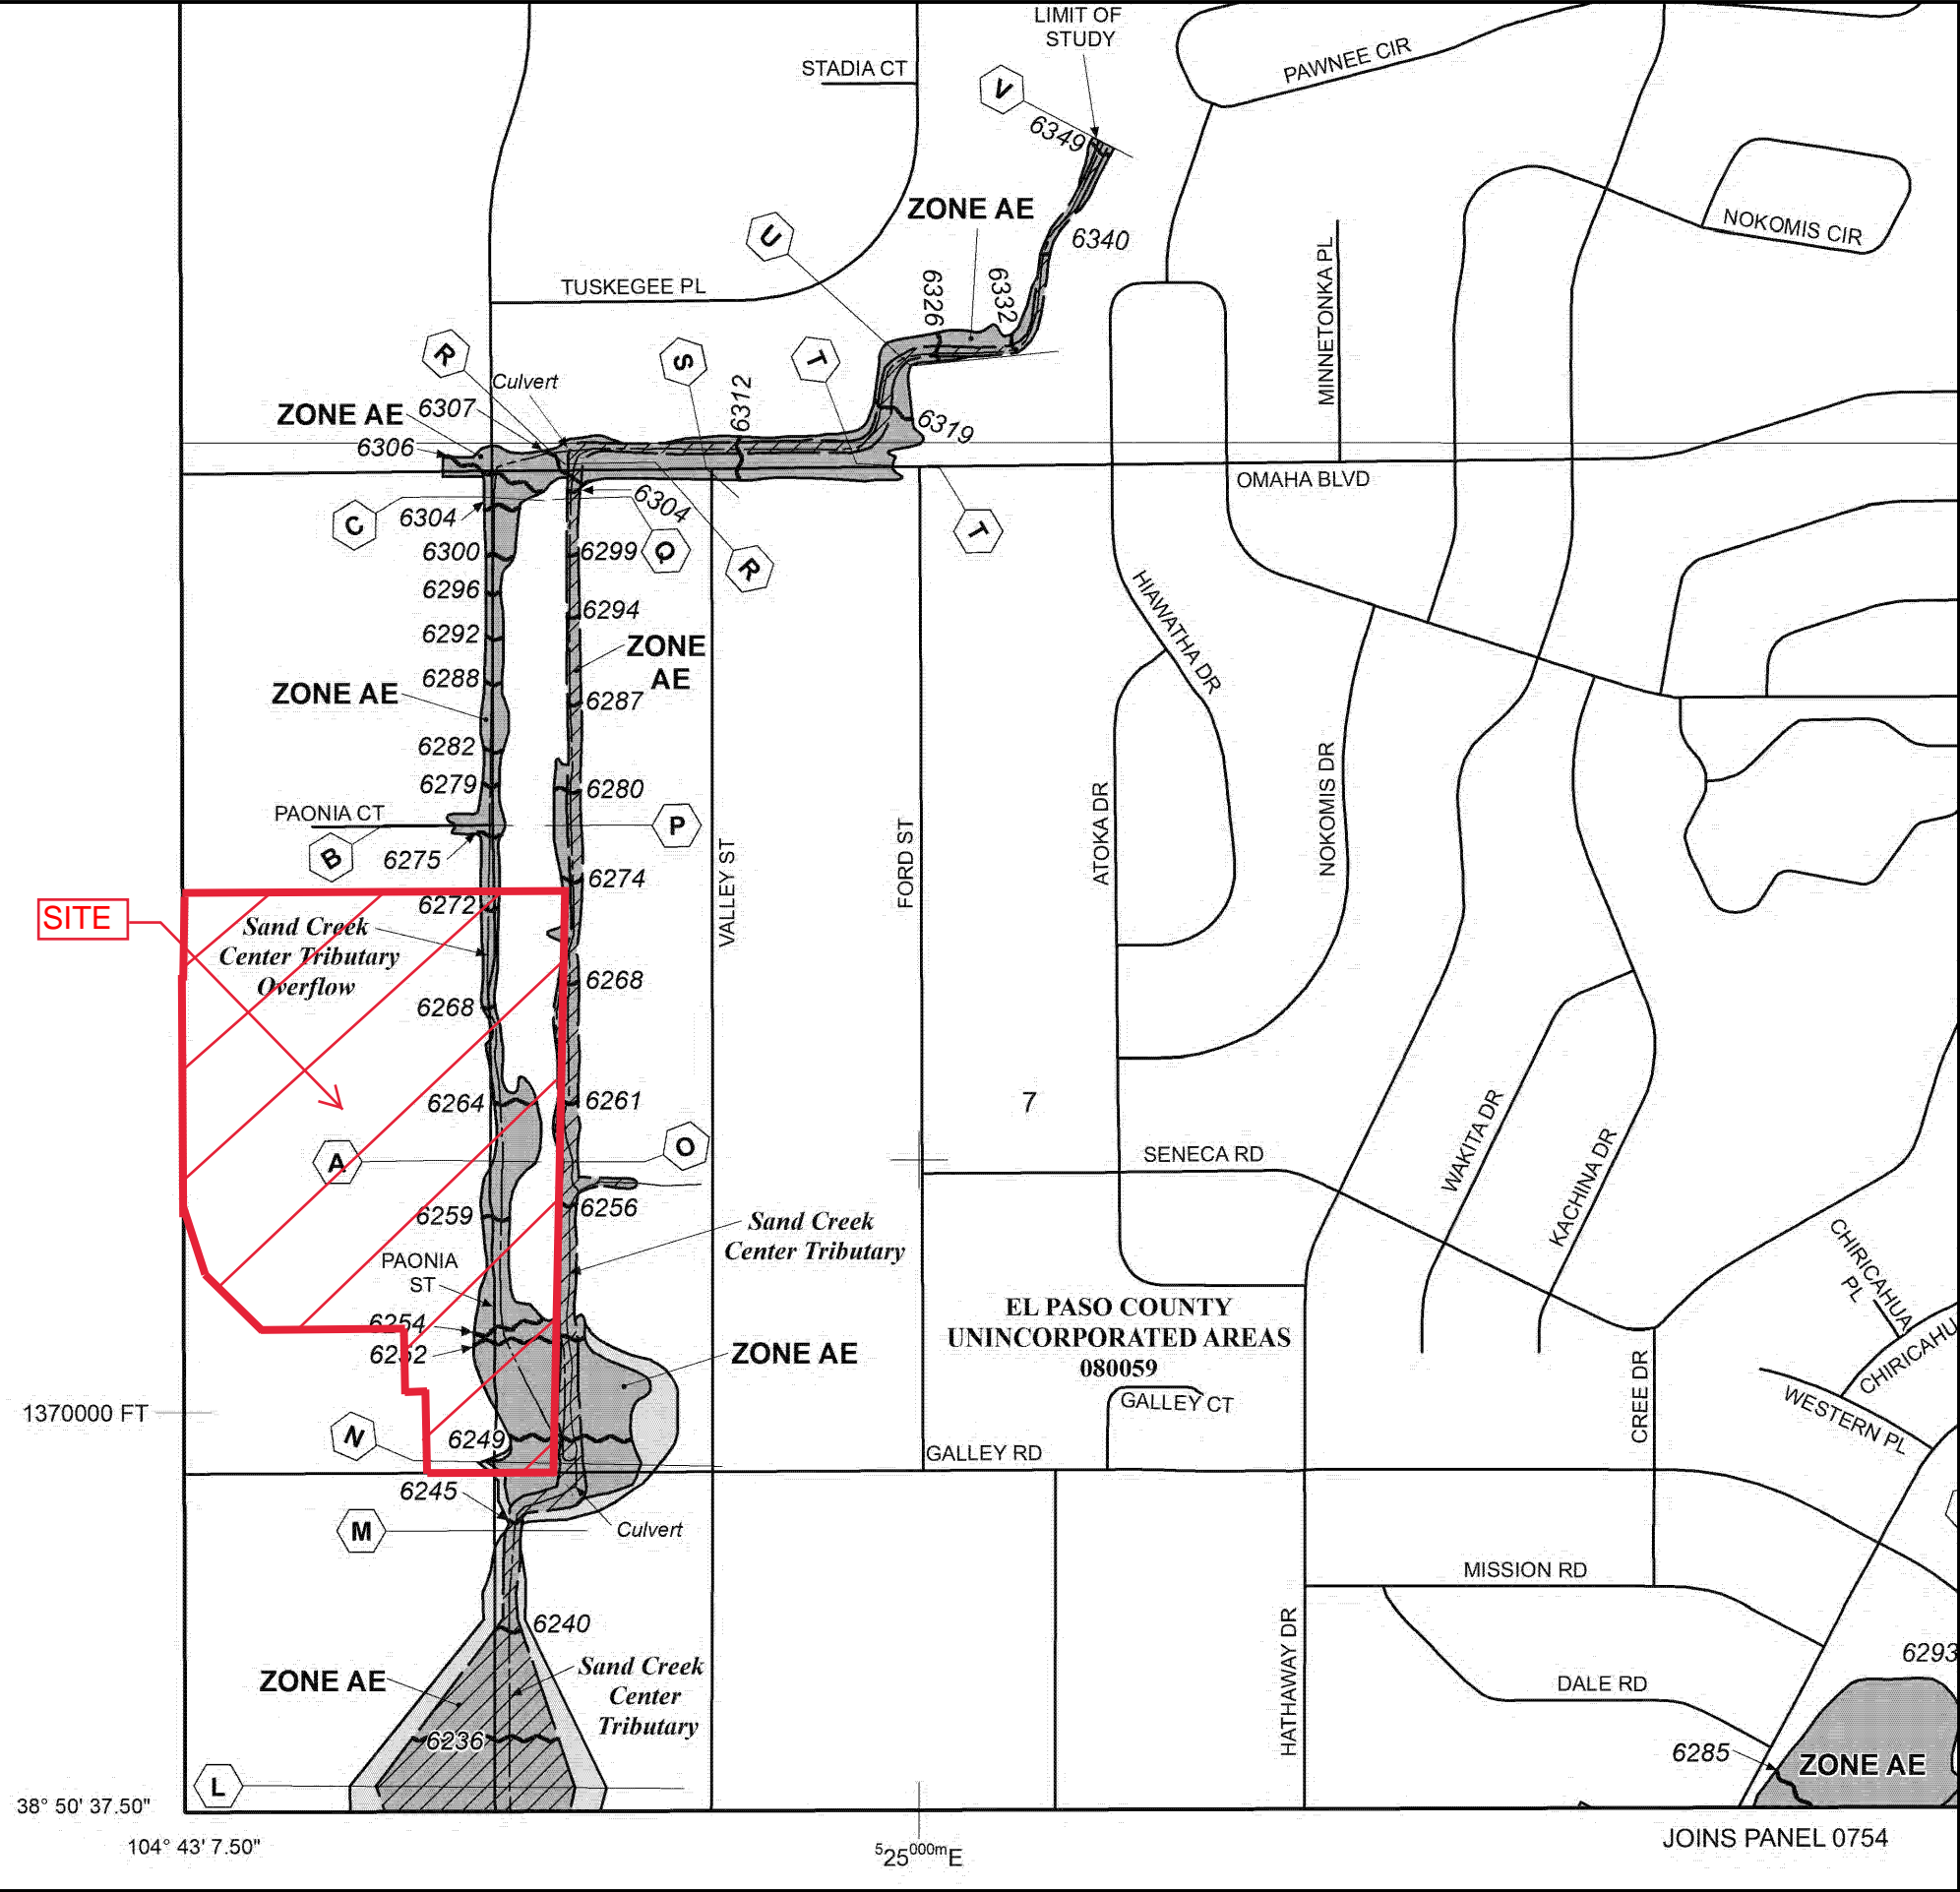 LIMIT OF
STUDY
PAWNEE CIR
STADIA CT
V
6349
NOKOMIS CIR
ZONE AE
U
6340
MINNETONKA PL
TUSKEGEE PL
6326
6332
R
S
T
Culvert
6312
ZONE AE
6307
6319
6306
OMAHA BLVD
C
6304
6304
Q
T
6300
6299
R
6296
HIAWATHA DR
6294
6292
ZONE
AE
6288
ZONE AE
6287
6282
NOKOMIS DR
6279
6280
ATOKA DR
PAONIA CT
P
B
6275
VALLEY ST
FORD ST
6274
SITE
6272
Sand Creek
Center Tributary
Overflow
6268
6268
6264
6261
7
WAKITA DR
KACHINA DR
A
O
SENECA RD
6259
6256
Sand Creek
Center Tributary
PAONIA
ST
CHIRICAHUA
PL
EL PASO COUNTY
UNINCORPORATED AREAS
080059
6254
6252
ZONE AE
CHIRICAHU
GALLEY CT
CREE DR
WESTERN PL
1370000 FT
N
6249
GALLEY RD
6245
M
Culvert
MISSION RD
6240
HATHAWAY DR
6293
ZONE AE
Sand Creek
Center
Tributary
DALE RD
6236
6285
ZONE AE
L
38° 50' 37.50"
104° 43' 7.50"
525000mE
JOINS PANEL 0754